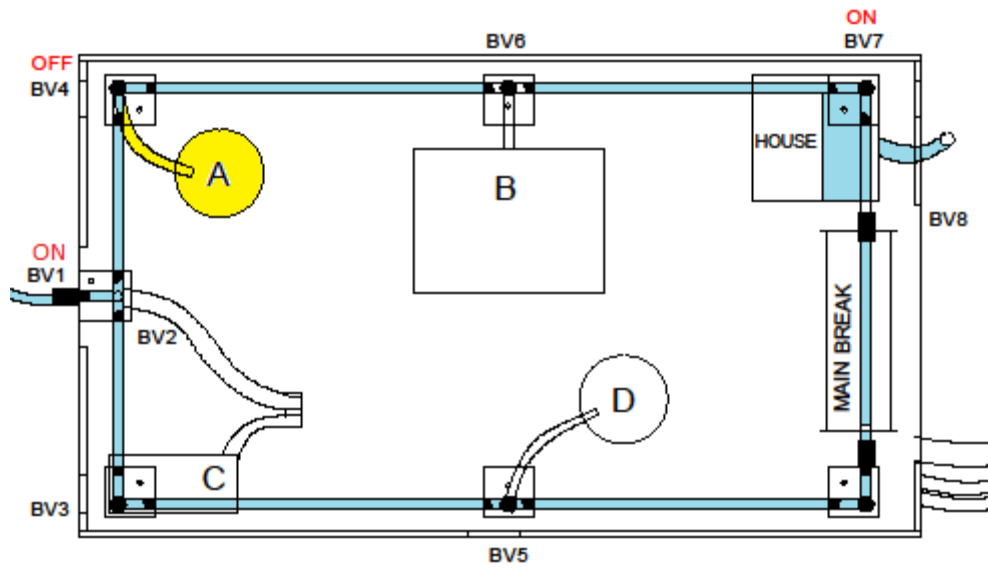 ON
BV6
BV7
OFF
BV4
HOUSE
A
B
BV8
ON
BV1
BV2
MAIN BREAK
D
C
BV3
BV5